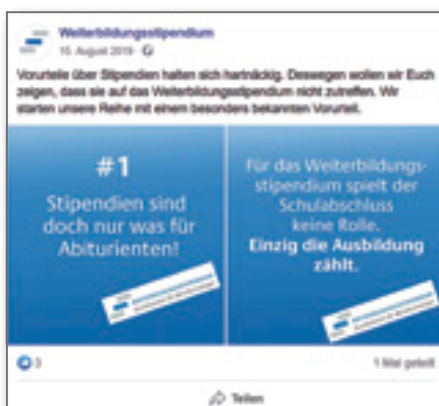 Weiterbildungsstipendium
15. August 2019
Vorurteile über Stipendien halten sich hartnäckig. Deswegen wollen wir Euch
zeigen, dass sie auf das Weiterbildungsstipendium nicht zutreffen. Wir
starten unsere Reihe mit einem besonders bekannten Vorurteil.
#1
Stipendien sind
doch nur was für
Abiturienten!
Für das Weiterbildungs-
stipendium spielt der
Schulabschluss
keine Rolle.
Einzig die Ausbildung
zählt.
3
1 Mal geteilt
Teilen